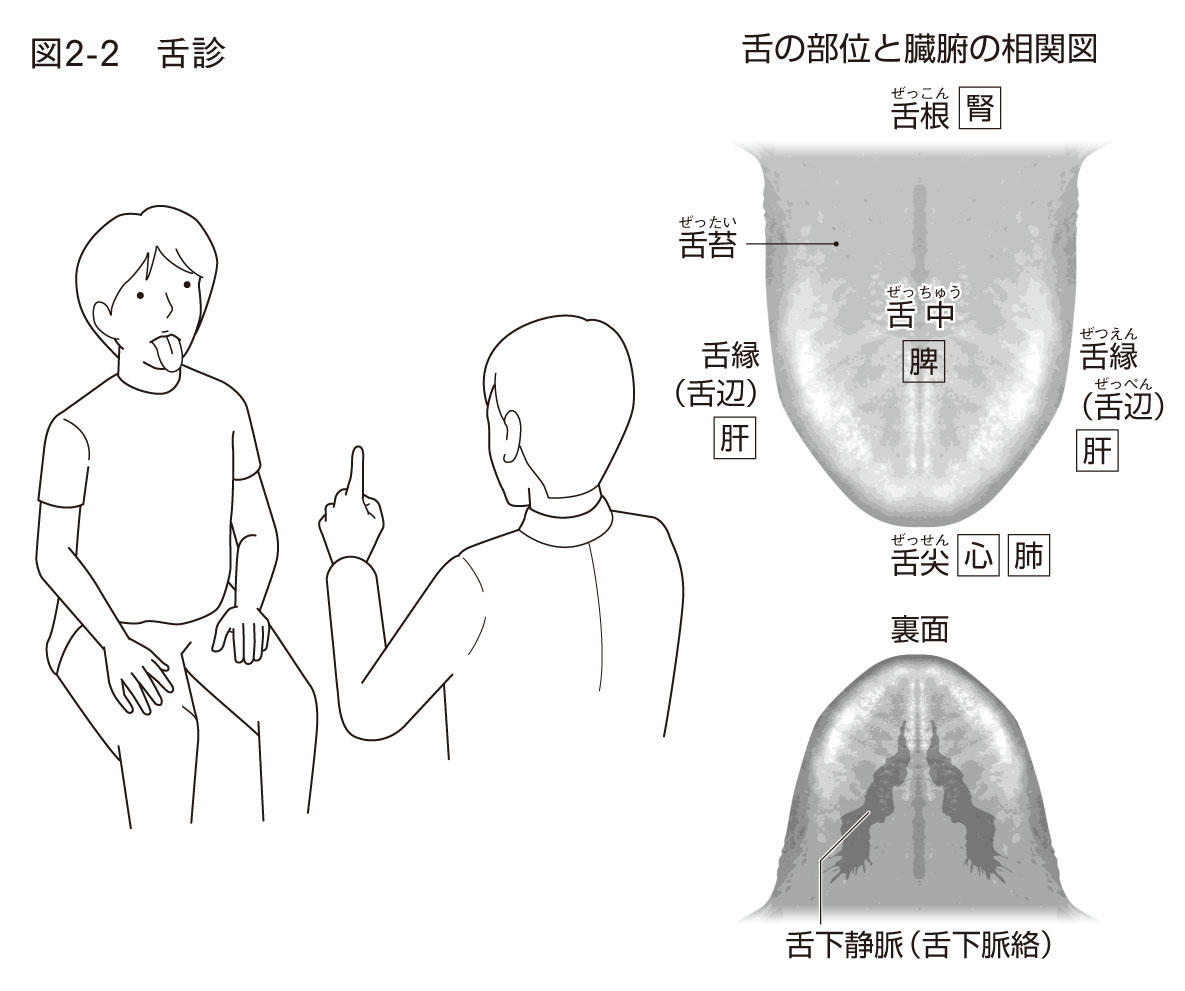 図2-2　舌診
舌の部位と臓腑の相関図
ぜっこん
舌根 腎
ぜったい
舌苔
ぜっちゅう
舌中
脾
舌縁
（舌辺）
肝
ぜつえん
舌縁
ぜっぺん
（舌辺）
肝
ぜっせん
舌尖 心 肺
裏面
舌下静脈（舌下脈絡）